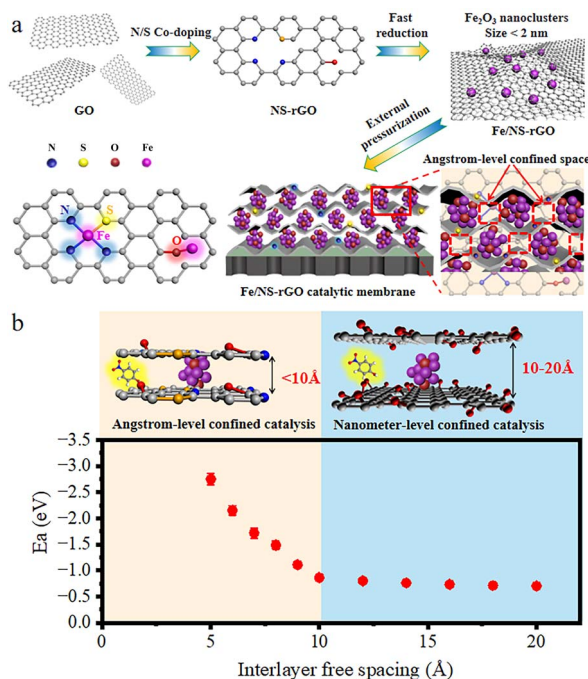 a
N/S Co-doping
Fast
reduction
Fe₂O₃ nanoclusters
Size < 2 nm
GO
NS-rGO
Fe/NS-rGO
External
pressurization
N S O Fe
Angstrom-level confined space
N
S
Fe
O
Fe/NS-rGO catalytic membrane
b
<10Å
10-20Å
Angstrom-level confined catalysis
Nanometer-level confined catalysis
Ea (eV)
−3.5
−3.0
−2.5
−2.0
−1.5
−1.0
−0.5
0.0
0 5 10 15 20
Interlayer free spacing (Å)